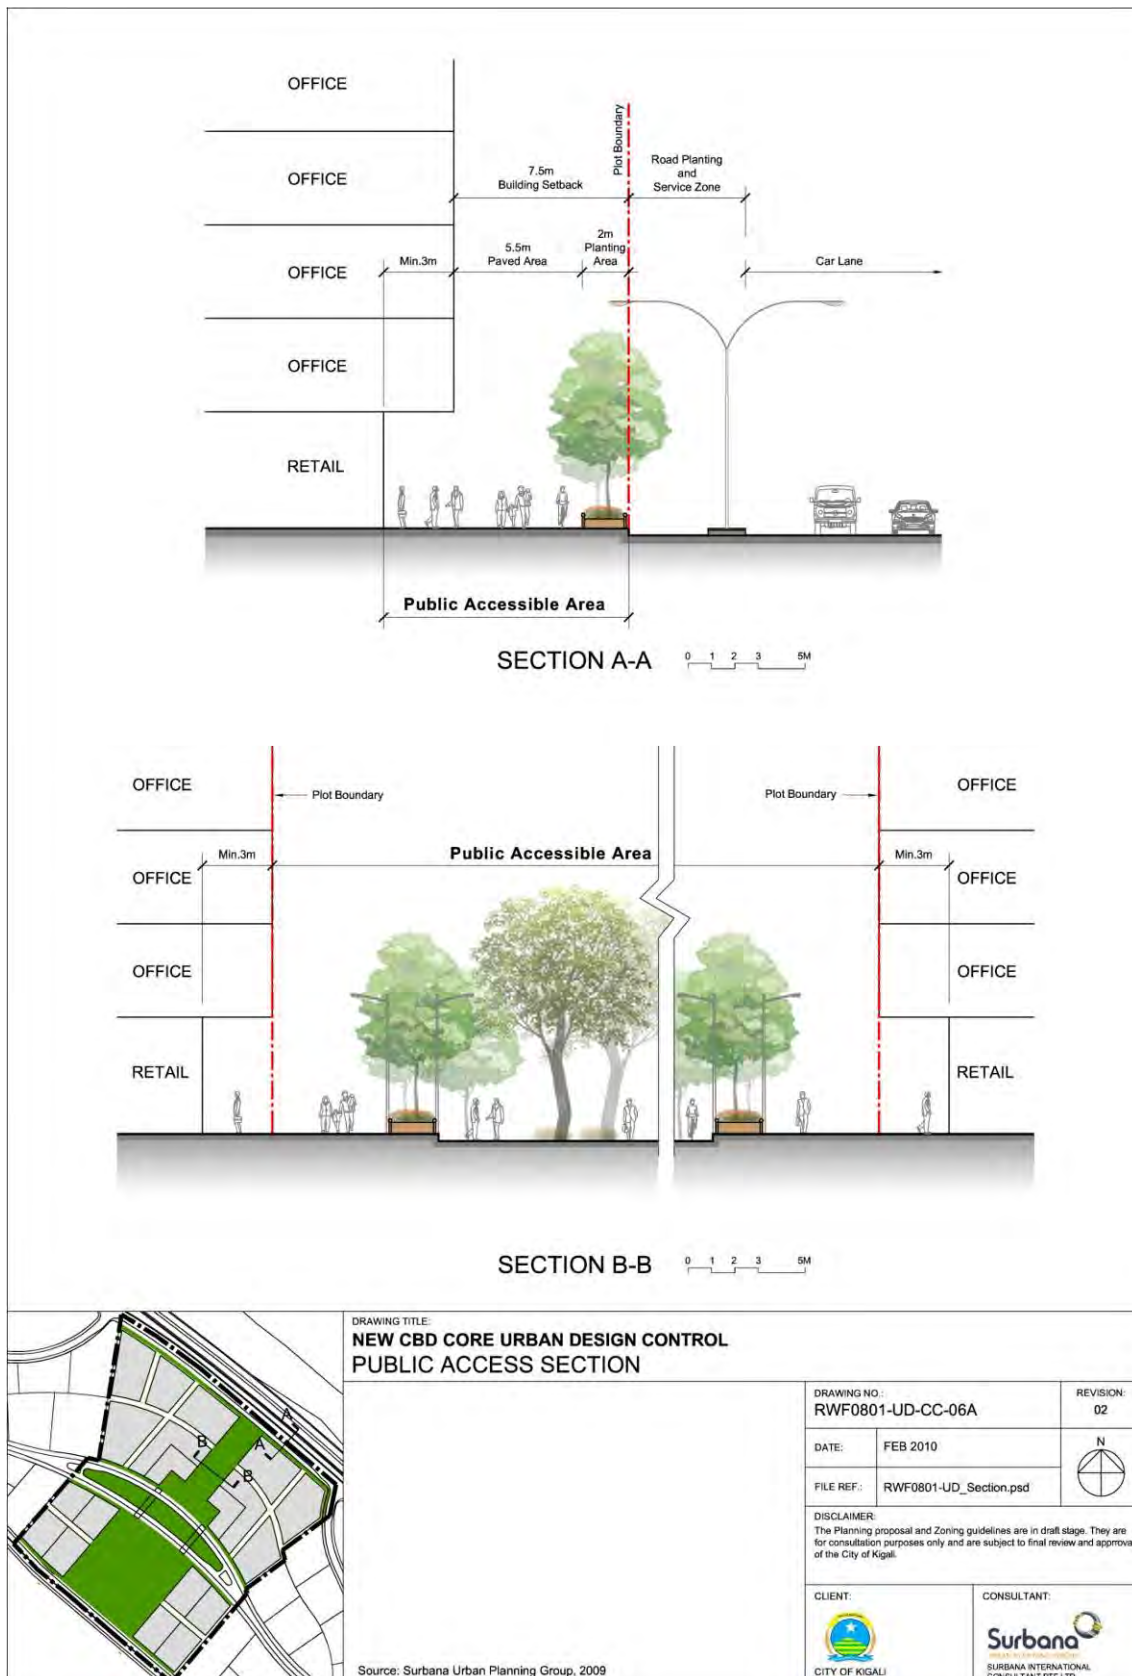 OFFICE
OFFICE
OFFICE
OFFICE
RETAIL
Plot Boundary
7.5m
Building Setback
Road Planting
and
Service Zone
Min.3m
5.5m
Paved Area
2m
Planting
Area
Car Lane
Public Accessible Area
SECTION A-A
0 1 2 3 5M
OFFICE
OFFICE
OFFICE
RETAIL
Plot Boundary
Plot Boundary
Min.3m
Public Accessible Area
Min.3m
OFFICE
OFFICE
OFFICE
RETAIL
SECTION B-B
0 1 2 3 5M
A
A
B
B
DRAWING TITLE:
NEW CBD CORE URBAN DESIGN CONTROL
PUBLIC ACCESS SECTION
DRAWING NO.:
RWF0801-UD-CC-06A
REVISION:
02
DATE:
FEB 2010
N
FILE REF.:
RWF0801-UD_Section.psd
DISCLAIMER:
The Planning proposal and Zoning guidelines are in draft stage. They are
for consultation purposes only and are subject to final review and approva
of the City of Kigali.
CLIENT:
CITY OF KIGALI
CONSULTANT:
Surbana
SURBANA INTERNATIONAL
CONSULTANT PTE LTD
Source: Surbana Urban Planning Group, 2009